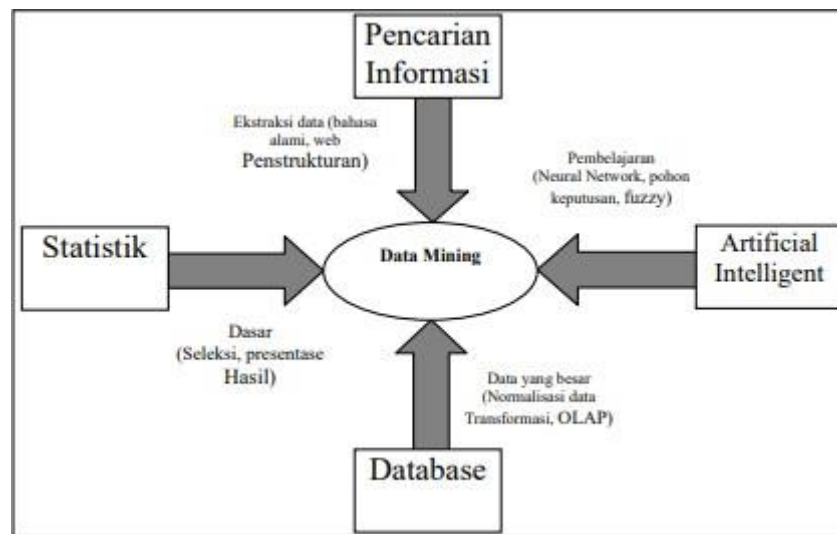 Pencarian
Informasi
Ekstraksi data (bahasa
alami, web
Penstrukturan)
Pembelajaran
(Neural Network, pohon
keputusan, fuzzy)
Statistik
Data Mining
Artificial
Intelligent
Dasar
(Seleksi, presentase
Hasil)
Data yang besar
(Normalisasi data
Transformasi, OLAP)
Database